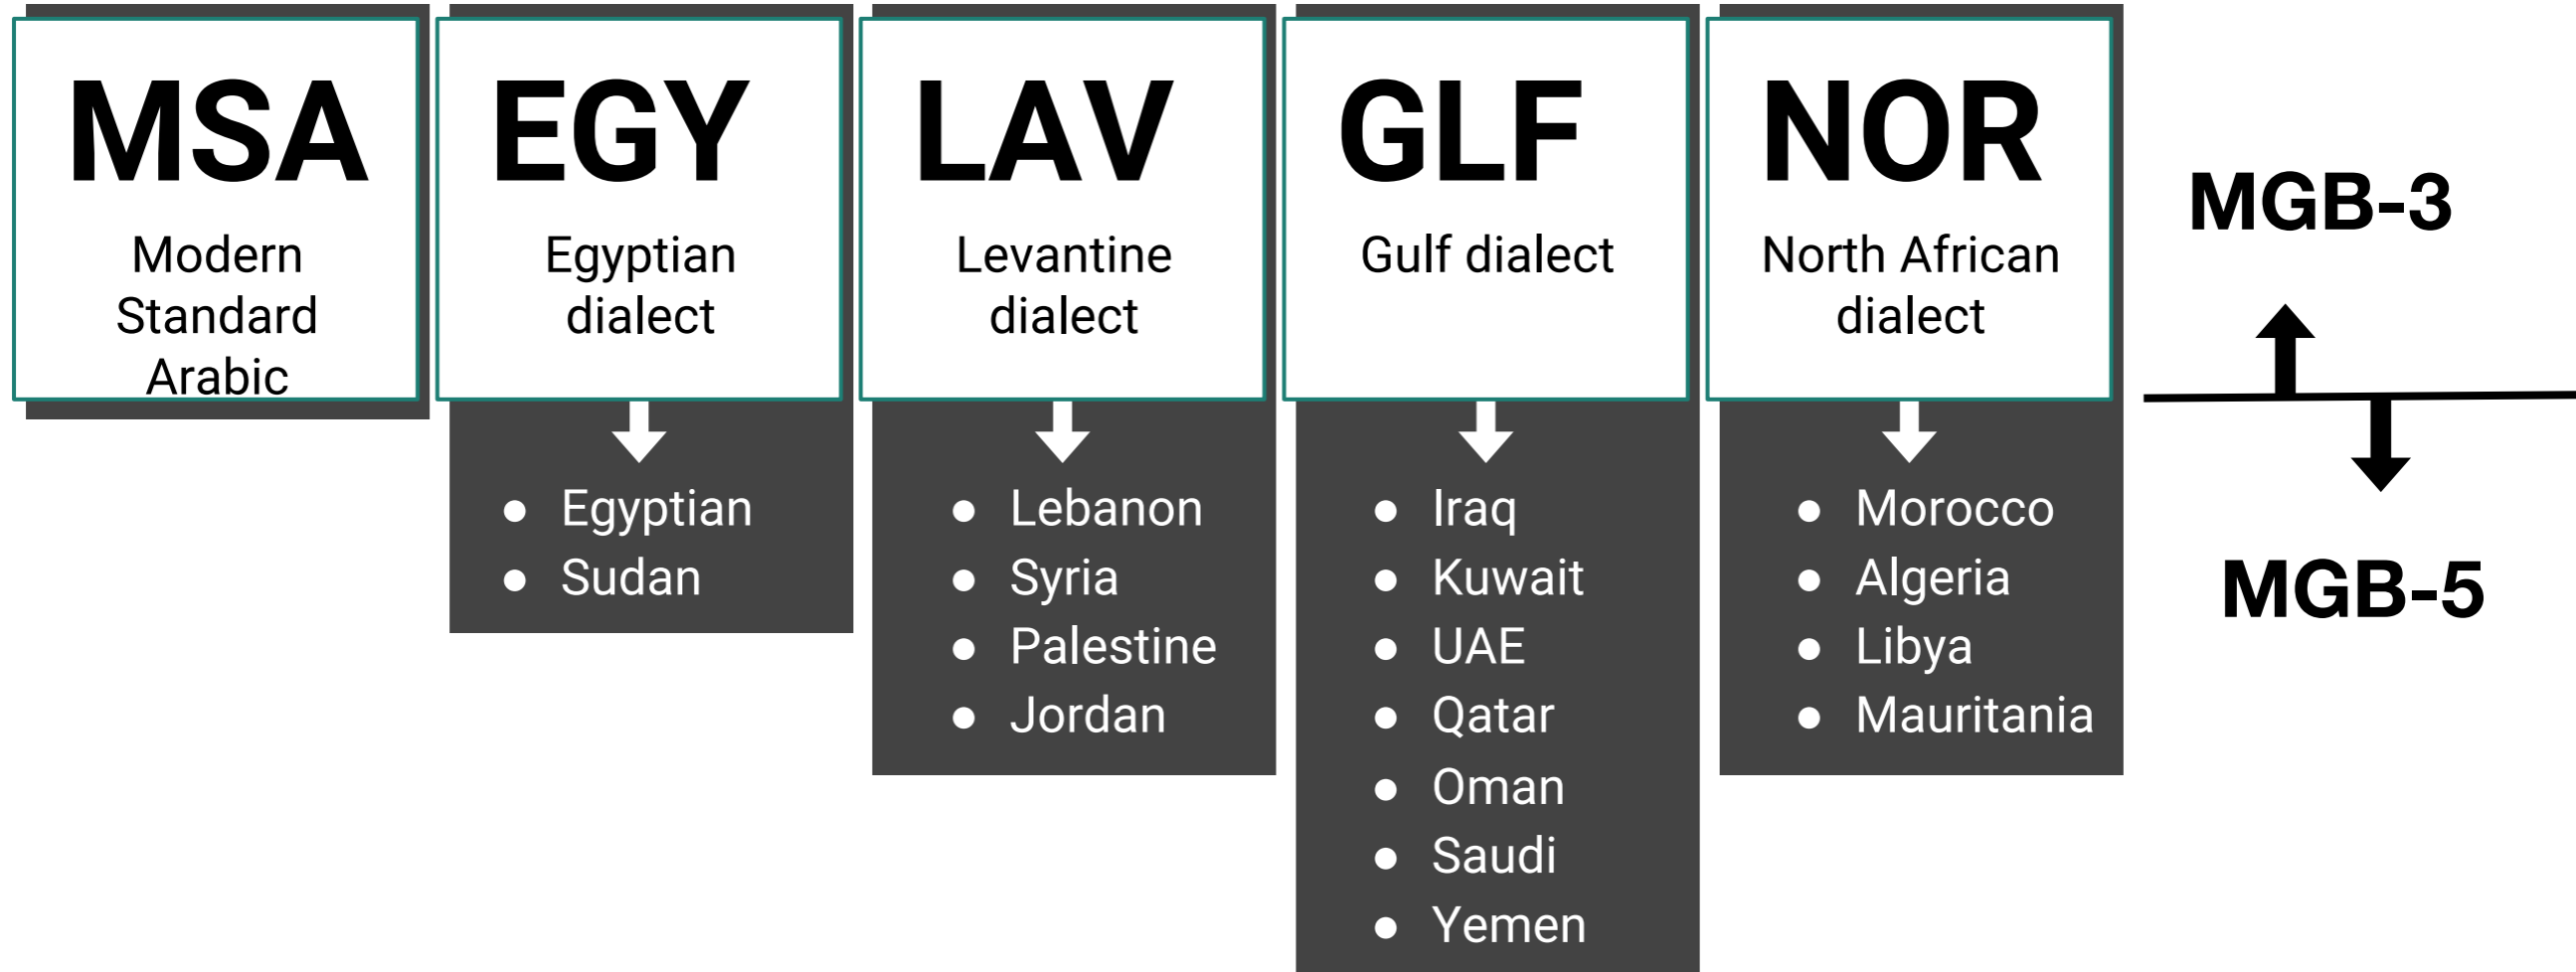 MSA
Modern
Standard
Arabic
EGY
Egyptian
dialect
● Egyptian
● Sudan
LAV
Levantine
dialect
● Lebanon
● Syria
● Palestine
● Jordan
GLF
Gulf dialect
● Iraq
● Kuwait
● UAE
● Qatar
● Oman
● Saudi
● Yemen
NOR
North African
dialect
● Morocco
● Algeria
● Libya
● Mauritania
MGB-3
MGB-5